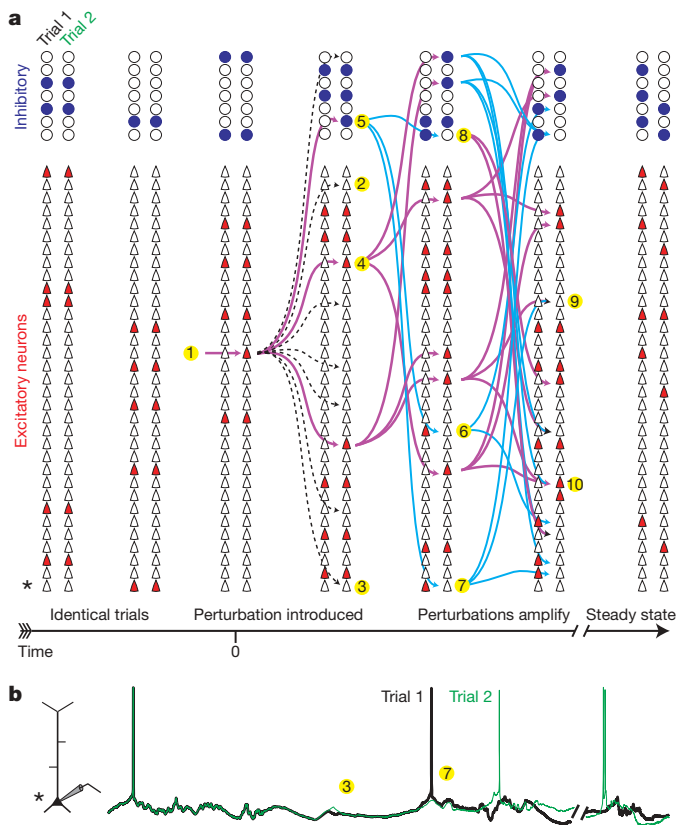 a
Trial 1
Trial 2
Inhibitory
Excitatory neurons
5
8
2
4
9
1
6
10
3
7
*
Identical trials
Perturbation introduced
Perturbations amplify
Steady state
Time
0
b
Trial 1
Trial 2
7
3
*